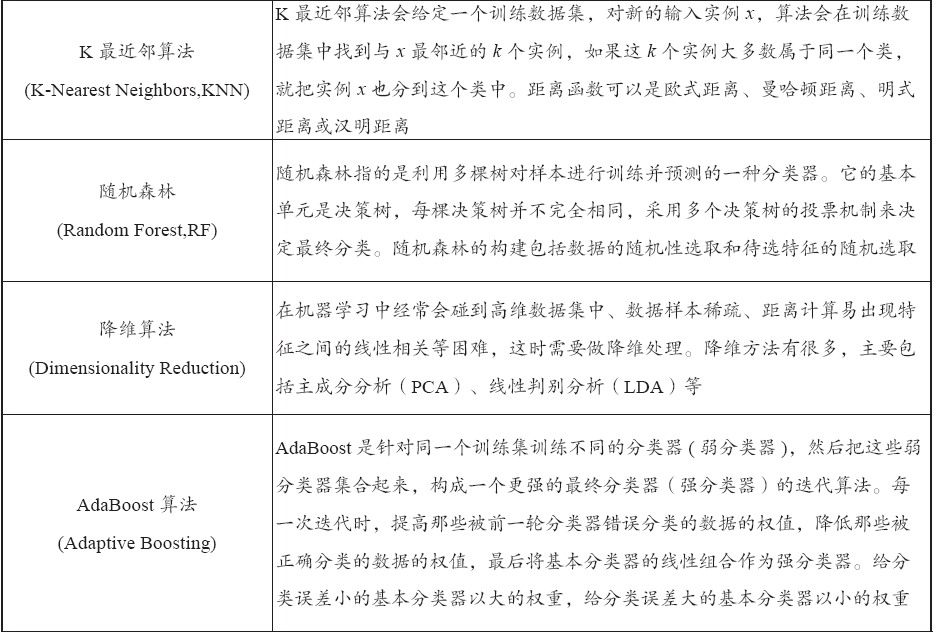 K 最近邻算法
(K-Nearest Neighbors,KNN)
K 最近邻算法会给定一个训练数据集，对新的输入实例 x，算法会在训练数
据集中找到与 x 最邻近的 k 个实例，如果这 k 个实例大多数属于同一个类，
就把实例 x 也分到这个类中。距离函数可以是欧式距离、曼哈顿距离、明式
距离或汉明距离
随机森林
(Random Forest,RF)
随机森林指的是利用多棵树对样本进行训练并预测的一种分类器。它的基本
单元是决策树，每棵决策树并不完全相同，采用多个决策树的投票机制来决
定最终分类。随机森林的构建包括数据的随机性选取和待选特征的随机选取
降维算法
(Dimensionality Reduction)
在机器学习中经常会碰到高维数据集中、数据样本稀疏、距离计算易出现特
征之间的线性相关等困难，这时需要做降维处理。降维方法有很多，主要包
括主成分分析（PCA）、线性判别分析（LDA）等
AdaBoost 算法
(Adaptive Boosting)
AdaBoost 是针对同一个训练集训练不同的分类器 ( 弱分类器 )，然后把这些弱
分类器集合起来，构成一个更强的最终分类器（强分类器）的迭代算法。每
一次迭代时，提高那些被前一轮分类器错误分类的数据的权值，降低那些被
正确分类的数据的权值，最后将基本分类器的线性组合作为强分类器。给分
类误差小的基本分类器以大的权重，给分类误差大的基本分类器以小的权重